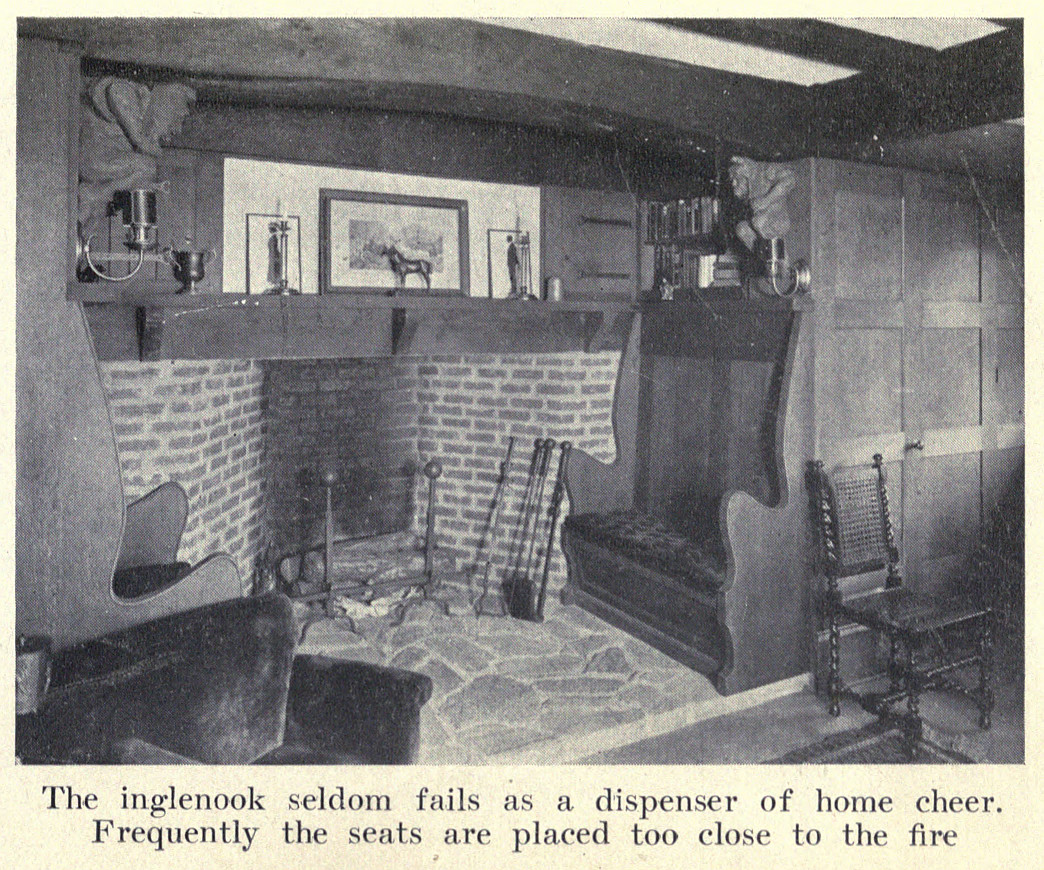 The inglenook seldom fails as a dispenser of home cheer.
Frequently the seats are placed too close to the fire